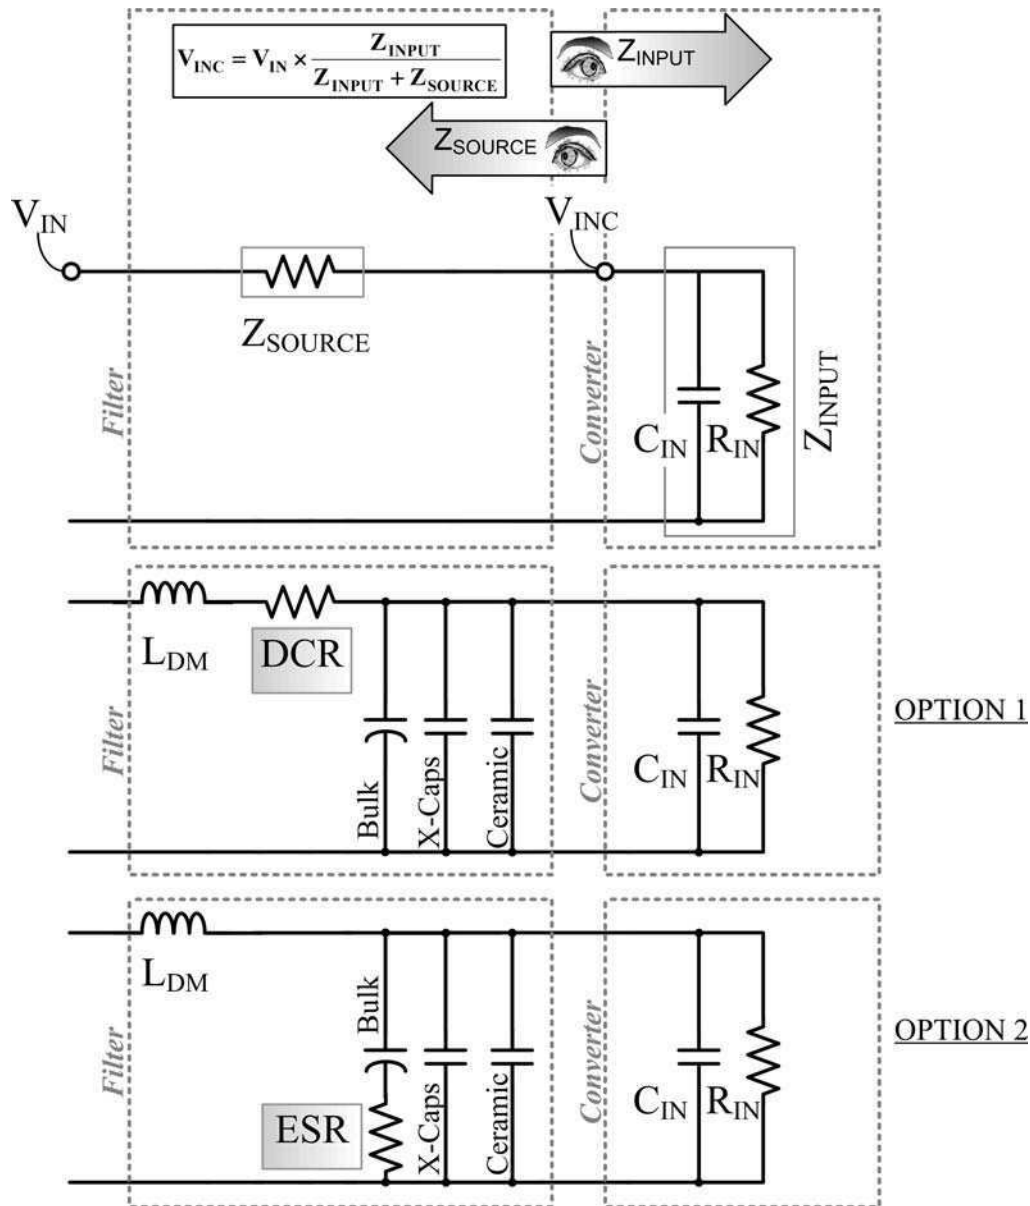 V_INC = V_IN × Z_INPUT / (Z_INPUT + Z_SOURCE)
Z_INPUT
Z_SOURCE
V_IN
V_INC
Z_SOURCE
Filter
Converter
C_IN
R_IN
Z_INPUT
L_DM
DCR
Filter
Bulk
X-Caps
Ceramic
Converter
C_IN
R_IN
OPTION 1
L_DM
Filter
Bulk
ESR
X-Caps
Ceramic
Converter
C_IN
R_IN
OPTION 2